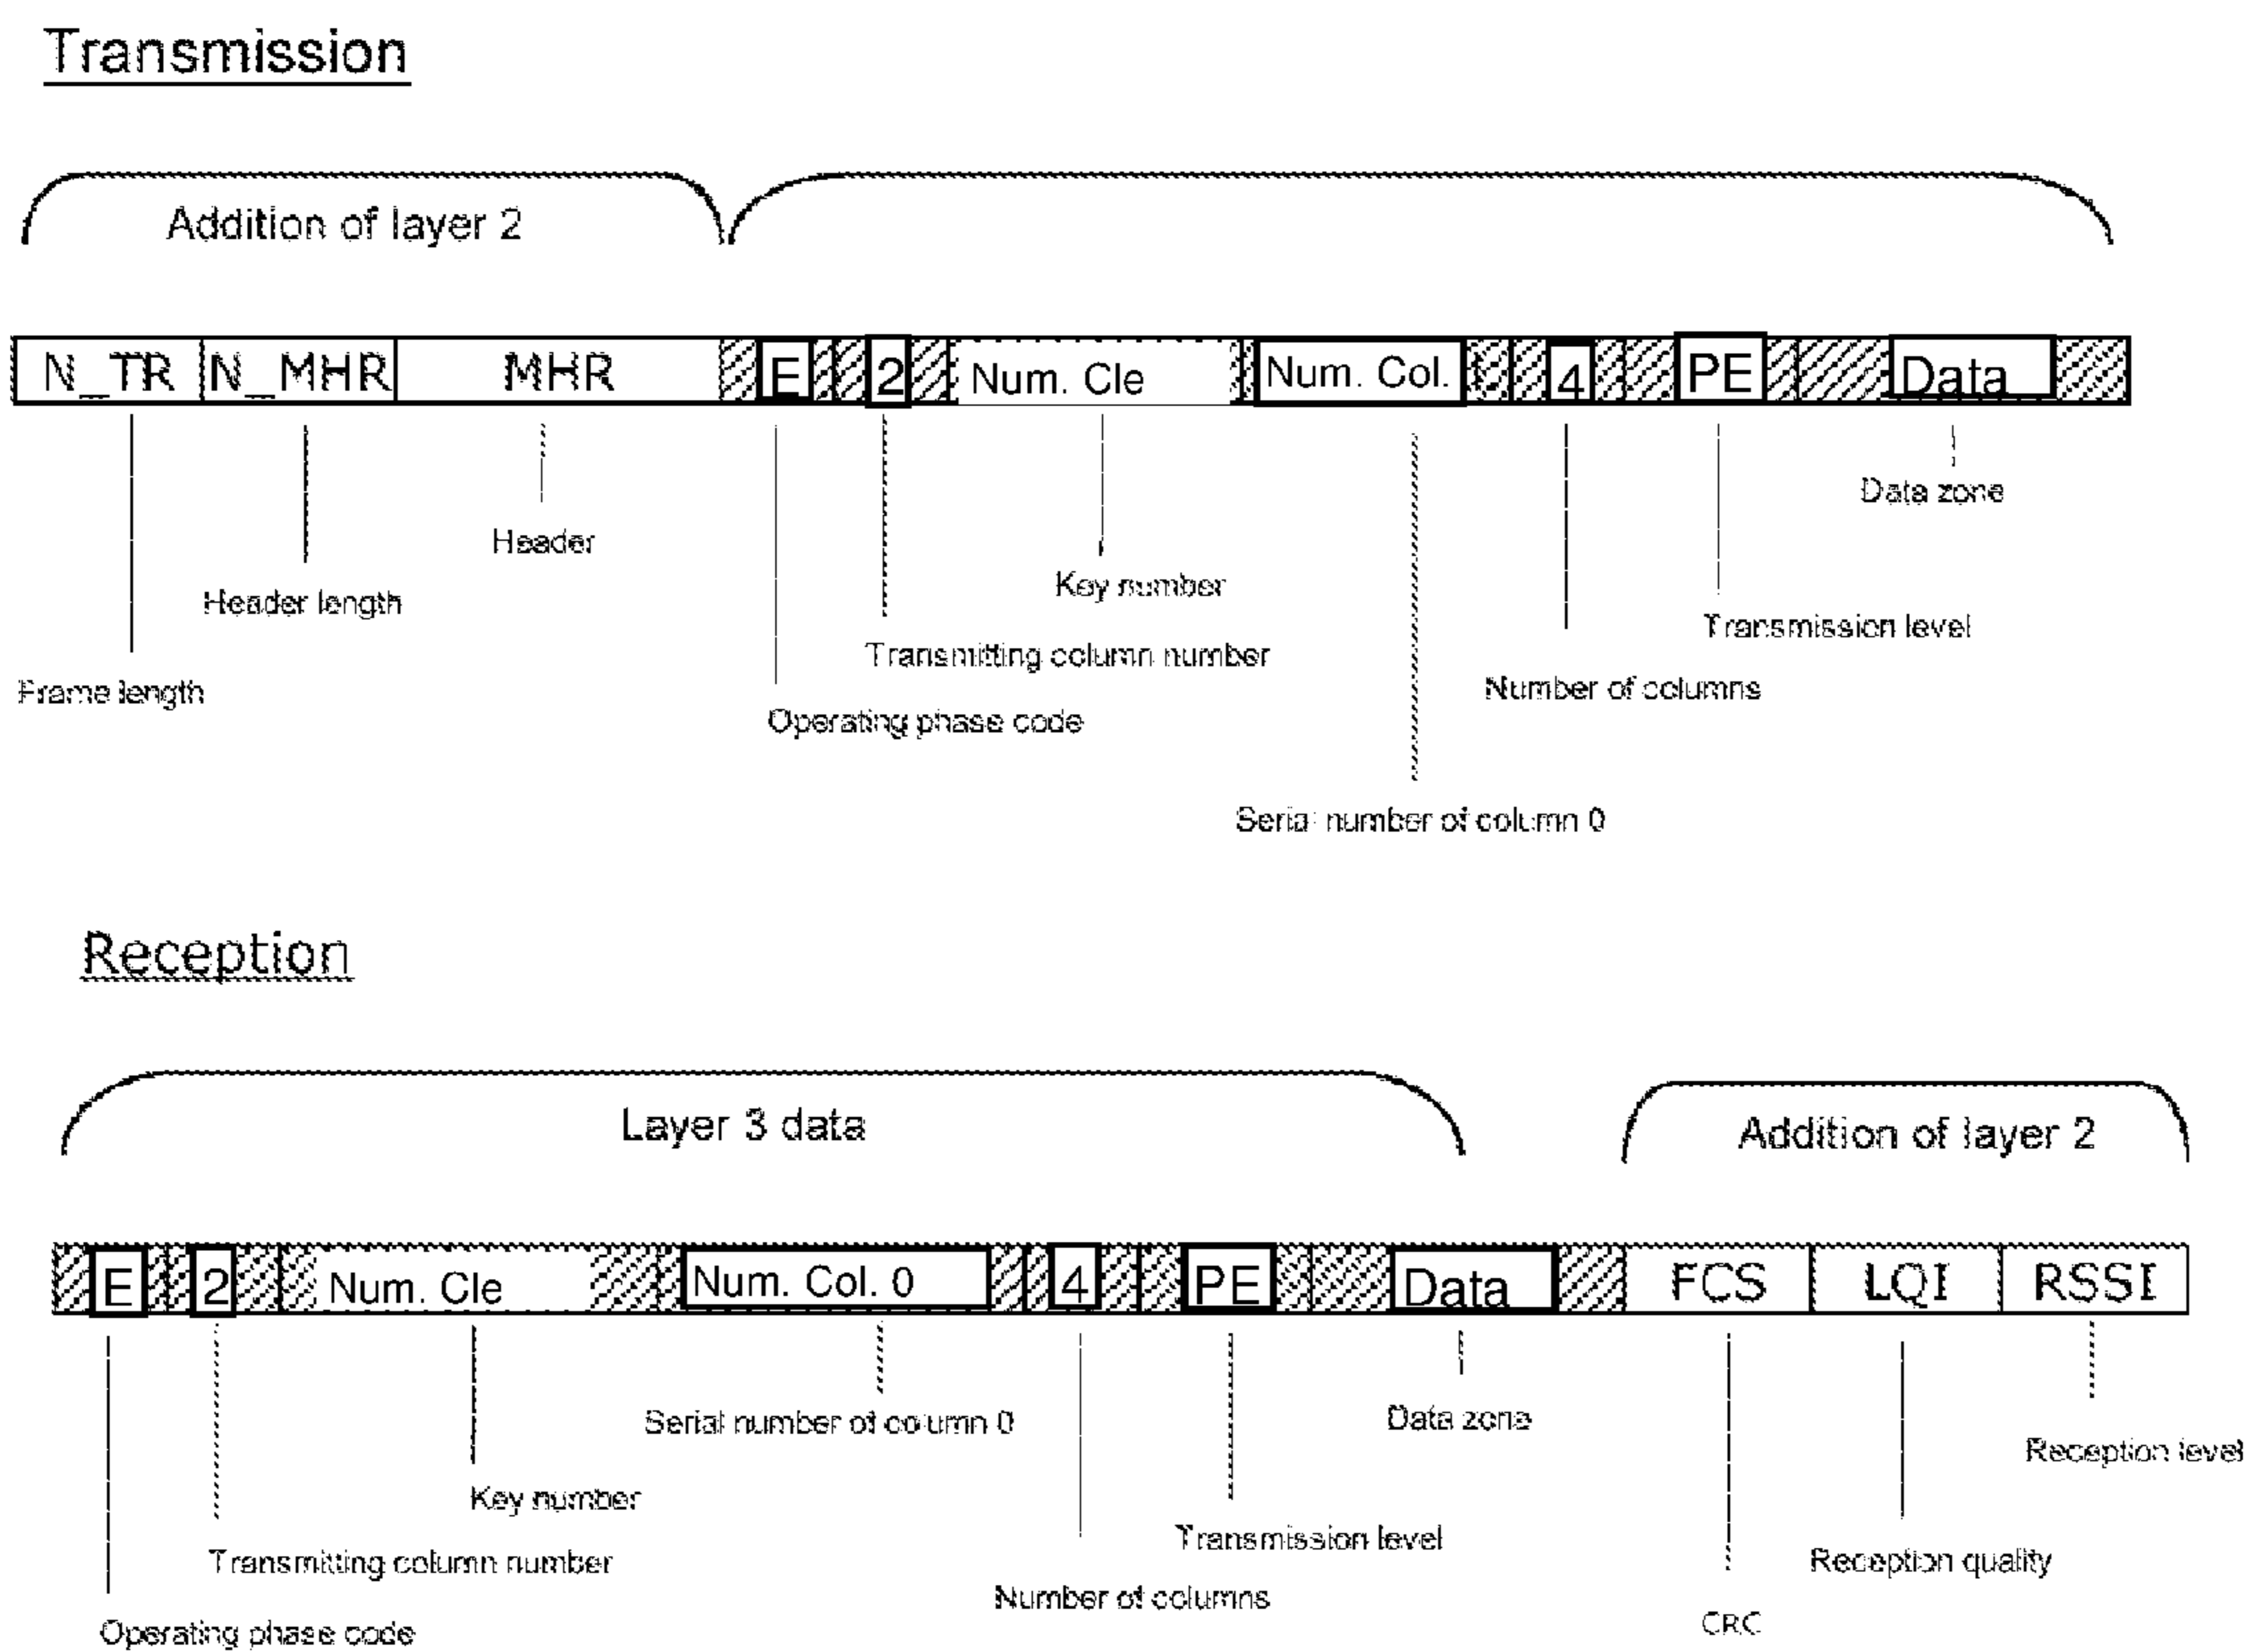 Transmission
Addition of layer 2
N_TR N_MHR MHR E 2 Num. Cle Num. Col. 4 PE Data
Data zone
Header
Key number
Header length
Transmission level
Transmitting column number
Number of columns
Frame length
Operating phase code
Serial number of column 0
Reception
Layer 3 data
Addition of layer 2
E 2 Num. Cle Num. Col. 0 4 PE Data FCS LQI RSSI
Serial number of column 0
Data zone
Reception level
Key number
Transmission level
Transmitting column number
Reception quality
Number of columns
CRC
Operating phase code